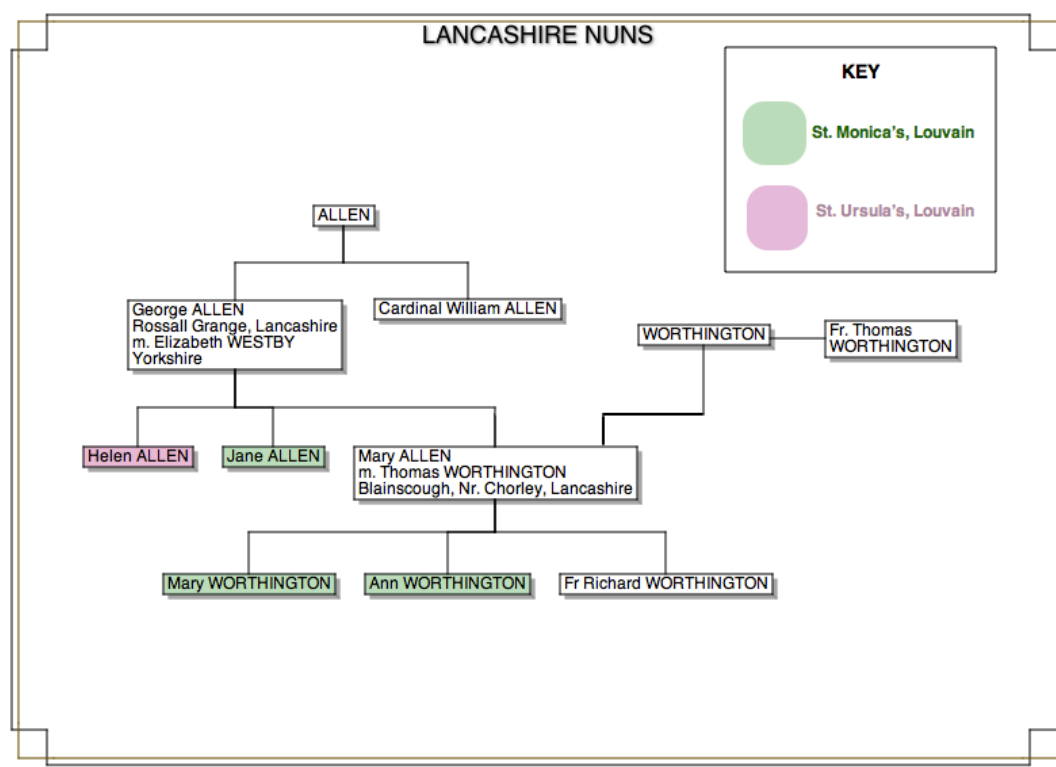 LANCASHIRE NUNS
KEY
St. Monica's, Louvain
St. Ursula's, Louvain
ALLEN
George ALLEN
Rossall Grange, Lancashire
m. Elizabeth WESTBY
Yorkshire
Cardinal William ALLEN
WORTHINGTON
Fr. Thomas
WORTHINGTON
Helen ALLEN
Jane ALLEN
Mary ALLEN
m. Thomas WORTHINGTON
Blainscough, Nr. Chorley, Lancashire
Mary WORTHINGTON
Ann WORTHINGTON
Fr Richard WORTHINGTON